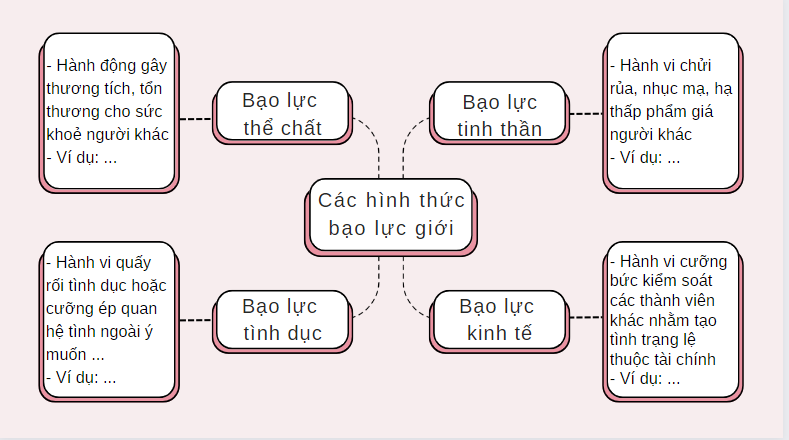 - Hành động gây
thương tích, tổn
thương cho sức
khoẻ người khác
- Ví dụ: ...
Bạo lực
thể chất
Bạo lực
tinh thần
- Hành vi chửi
rủa, nhục mạ, hạ
thấp phẩm giá
người khác
- Ví dụ: ...
Các hình thức
bạo lực giới
- Hành vi quấy
rối tình dục hoặc
cưỡng ép quan
hệ tình ngoài ý
muốn ...
- Ví dụ: ...
Bạo lực
tình dục
Bạo lực
kinh tế
- Hành vi cưỡng
bức kiểm soát
các thành viên
khác nhằm tạo
tình trạng lệ
thuộc tài chính
- Ví dụ: ...